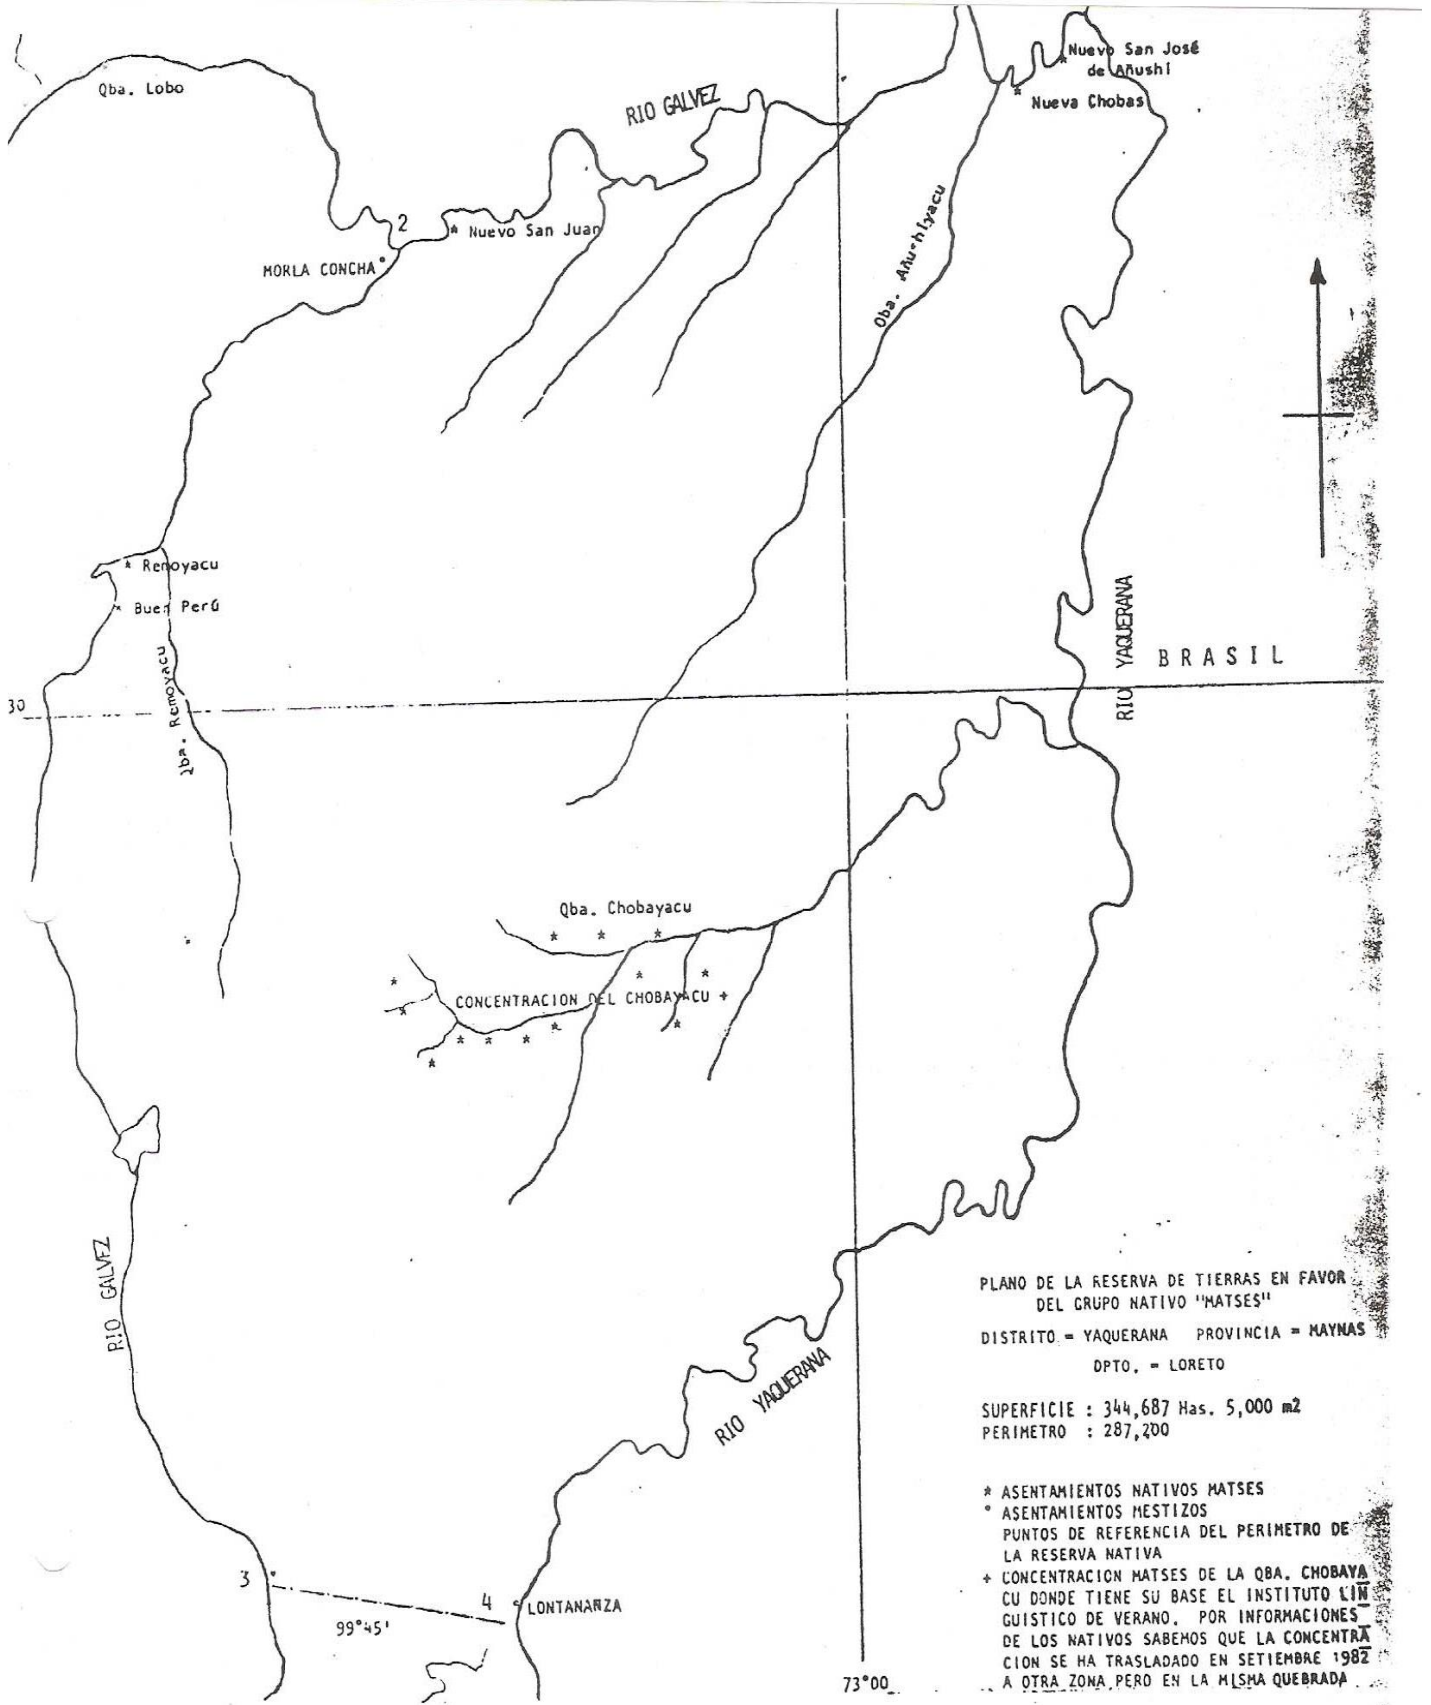 Nuevo San José
de Añushi
Nueva Chobas
Qba. Lobo
RIO GALVEZ
2
* Nuevo San Juan
MORLA CONCHA
Qba. Añushiyacu
* Remoyacu
* Buen Perú
RIO YAQUERANA
BRASIL
30
Qba. Remoyacu
Qba. Chobayacu
CONCENTRACION DEL CHOBAYACU +
RIO GALVEZ
PLANO DE LA RESERVA DE TIERRAS EN FAVOR
DEL GRUPO NATIVO "MATSES"
DISTRITO = YAQUERANA PROVINCIA = MAYNAS
DPTO. = LORETO
RIO YAQUERANA
SUPERFICIE : 344,687 Has. 5,000 m2
PERIMETRO : 287,200
* ASENTAMIENTOS NATIVOS MATSES
° ASENTAMIENTOS MESTIZOS
PUNTOS DE REFERENCIA DEL PERIMETRO DE
LA RESERVA NATIVA
+ CONCENTRACION MATSES DE LA QBA. CHOBAYA
CU DONDE TIENE SU BASE EL INSTITUTO LIN
GUISTICO DE VERANO. POR INFORMACIONES
DE LOS NATIVOS SABEMOS QUE LA CONCENTRA
CION SE HA TRASLADADO EN SETIEMBRE 1982
A OTRA ZONA PERO EN LA MISMA QUEBRADA
3
4
LONTANANZA
99°45'
73°00